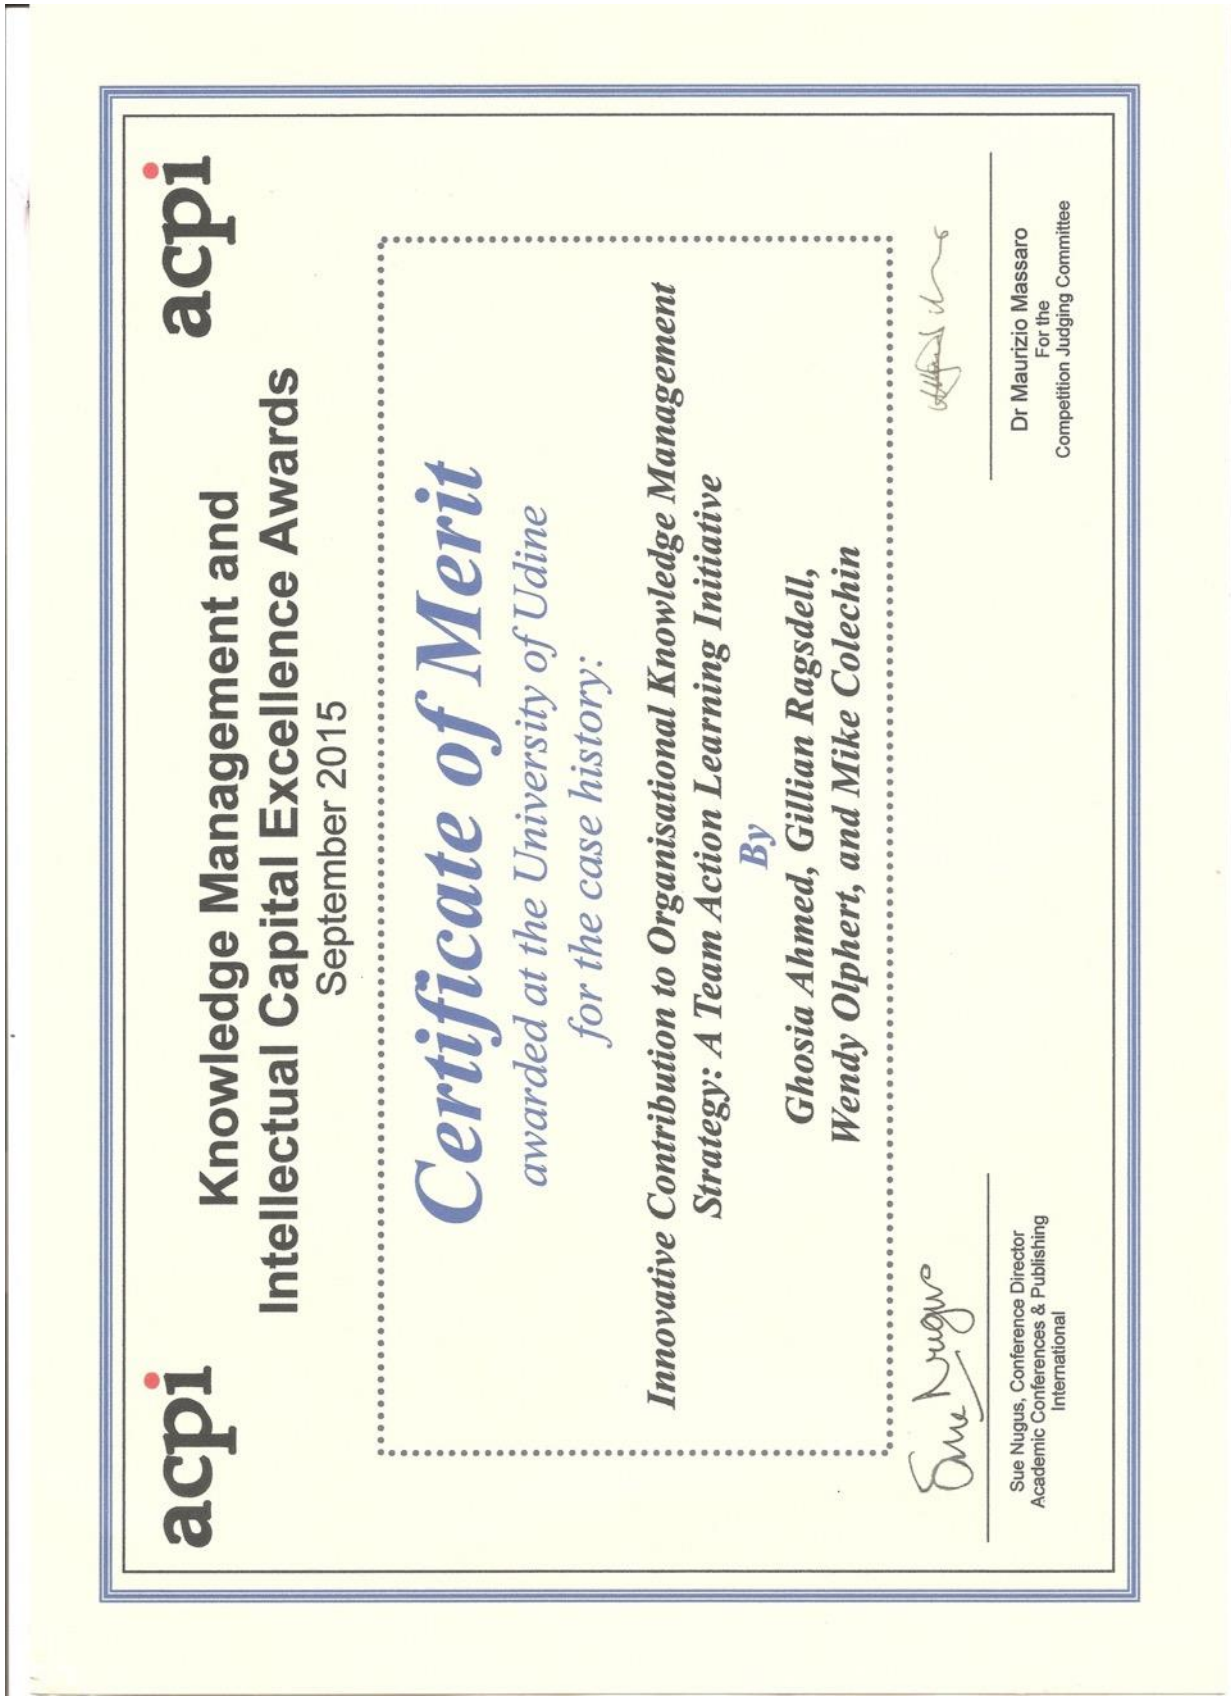 acpi
acpi
Knowledge Management and
Intellectual Capital Excellence Awards
September 2015
Certificate of Merit
awarded at the University of Udine
for the case history:
Innovative Contribution to Organisational Knowledge Management
Strategy: A Team Action Learning Initiative
By
Ghosia Ahmed, Gillian Ragsdell,
Wendy Olphert, and Mike Colechin
Sue Nugus
Sue Nugus, Conference Director
Academic Conferences & Publishing
International
Dr Maurizio Massaro
For the
Competition Judging Committee